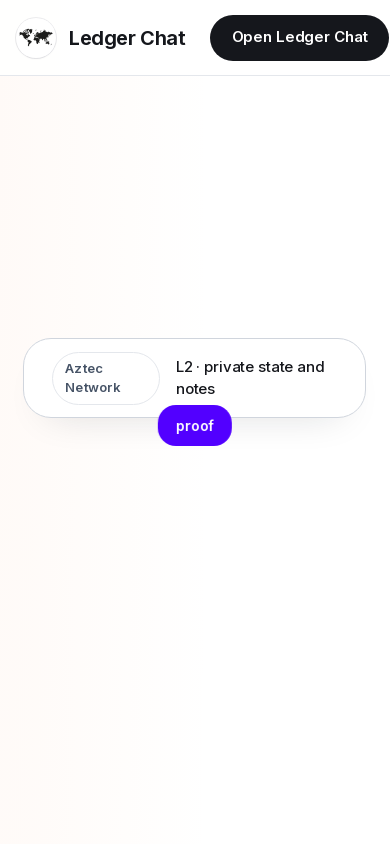 Ledger Chat
Open Ledger Chat
Aztec
Network
L2 · private state and
notes
proof